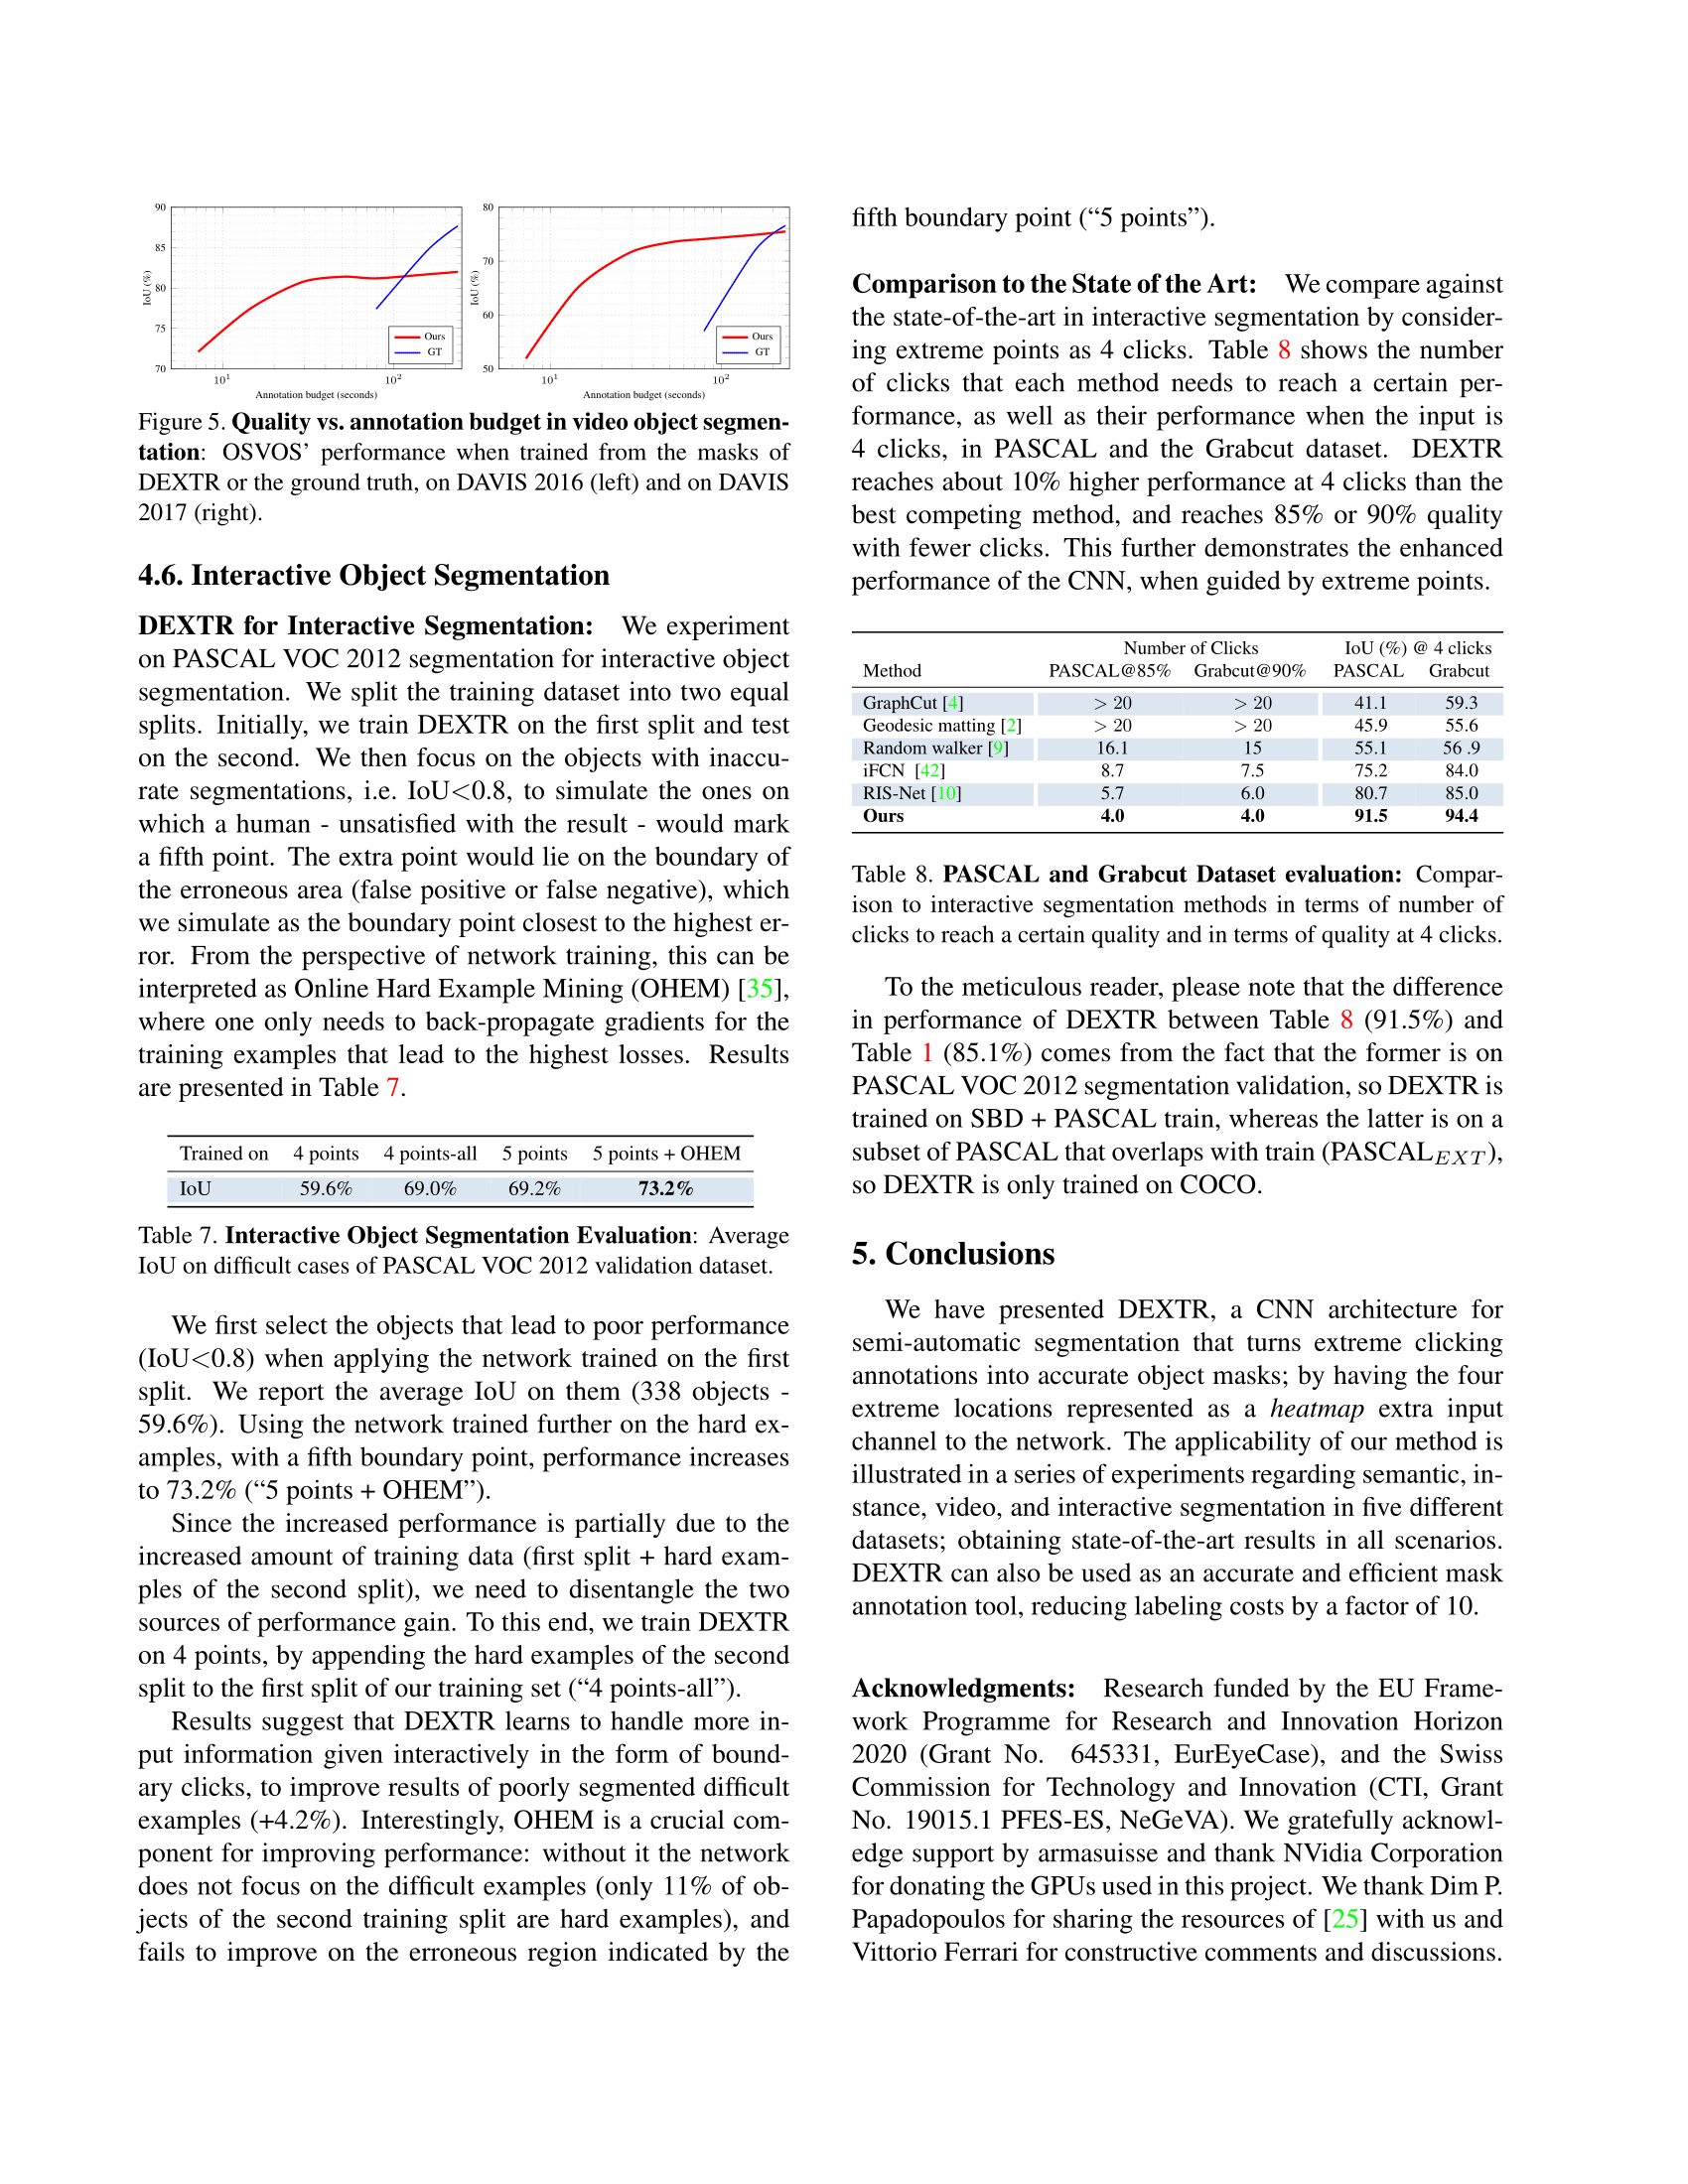 90
85
80
75
70
IoU (%)
10^1
10^2
Annotation budget (seconds)
Ours
GT
80
70
60
50
IoU (%)
10^1
10^2
Annotation budget (seconds)
Ours
GT
Figure 5. Quality vs. annotation budget in video object segmen-
tation: OSVOS' performance when trained from the masks of
DEXTR or the ground truth, on DAVIS 2016 (left) and on DAVIS
2017 (right).
4.6. Interactive Object Segmentation
DEXTR for Interactive Segmentation: We experiment
on PASCAL VOC 2012 segmentation for interactive object
segmentation. We split the training dataset into two equal
splits. Initially, we train DEXTR on the first split and test
on the second. We then focus on the objects with inaccu-
rate segmentations, i.e. IoU<0.8, to simulate the ones on
which a human - unsatisfied with the result - would mark
a fifth point. The extra point would lie on the boundary of
the erroneous area (false positive or false negative), which
we simulate as the boundary point closest to the highest er-
ror. From the perspective of network training, this can be
interpreted as Online Hard Example Mining (OHEM) [35],
where one only needs to back-propagate gradients for the
training examples that lead to the highest losses. Results
are presented in Table 7.
Trained on 4 points 4 points-all 5 points 5 points + OHEM
IoU 59.6% 69.0% 69.2% 73.2%
Table 7. Interactive Object Segmentation Evaluation: Average
IoU on difficult cases of PASCAL VOC 2012 validation dataset.
We first select the objects that lead to poor performance
(IoU<0.8) when applying the network trained on the first
split. We report the average IoU on them (338 objects -
59.6%). Using the network trained further on the hard ex-
amples, with a fifth boundary point, performance increases
to 73.2% (“5 points + OHEM”).
Since the increased performance is partially due to the
increased amount of training data (first split + hard exam-
ples of the second split), we need to disentangle the two
sources of performance gain. To this end, we train DEXTR
on 4 points, by appending the hard examples of the second
split to the first split of our training set (“4 points-all”).
Results suggest that DEXTR learns to handle more in-
put information given interactively in the form of bound-
ary clicks, to improve results of poorly segmented difficult
examples (+4.2%). Interestingly, OHEM is a crucial com-
ponent for improving performance: without it the network
does not focus on the difficult examples (only 11% of ob-
jects of the second training split are hard examples), and
fails to improve on the erroneous region indicated by the
fifth boundary point (“5 points”).
Comparison to the State of the Art: We compare against
the state-of-the-art in interactive segmentation by consider-
ing extreme points as 4 clicks. Table 8 shows the number
of clicks that each method needs to reach a certain per-
formance, as well as their performance when the input is
4 clicks, in PASCAL and the Grabcut dataset. DEXTR
reaches about 10% higher performance at 4 clicks than the
best competing method, and reaches 85% or 90% quality
with fewer clicks. This further demonstrates the enhanced
performance of the CNN, when guided by extreme points.
Number of Clicks IoU (%) @ 4 clicks
Method PASCAL@85% Grabcut@90% PASCAL Grabcut
GraphCut [4] > 20 > 20 41.1 59.3
Geodesic matting [2] > 20 > 20 45.9 55.6
Random walker [9] 16.1 15 55.1 56 .9
iFCN [42] 8.7 7.5 75.2 84.0
RIS-Net [10] 5.7 6.0 80.7 85.0
Ours 4.0 4.0 91.5 94.4
Table 8. PASCAL and Grabcut Dataset evaluation: Compar-
ison to interactive segmentation methods in terms of number of
clicks to reach a certain quality and in terms of quality at 4 clicks.
To the meticulous reader, please note that the difference
in performance of DEXTR between Table 8 (91.5%) and
Table 1 (85.1%) comes from the fact that the former is on
PASCAL VOC 2012 segmentation validation, so DEXTR is
trained on SBD + PASCAL train, whereas the latter is on a
subset of PASCAL that overlaps with train (PASCAL_EXT),
so DEXTR is only trained on COCO.
5. Conclusions
We have presented DEXTR, a CNN architecture for
semi-automatic segmentation that turns extreme clicking
annotations into accurate object masks; by having the four
extreme locations represented as a heatmap extra input
channel to the network. The applicability of our method is
illustrated in a series of experiments regarding semantic, in-
stance, video, and interactive segmentation in five different
datasets; obtaining state-of-the-art results in all scenarios.
DEXTR can also be used as an accurate and efficient mask
annotation tool, reducing labeling costs by a factor of 10.
Acknowledgments: Research funded by the EU Frame-
work Programme for Research and Innovation Horizon
2020 (Grant No. 645331, EurEyeCase), and the Swiss
Commission for Technology and Innovation (CTI, Grant
No. 19015.1 PFES-ES, NeGeVA). We gratefully acknowl-
edge support by armasuisse and thank NVidia Corporation
for donating the GPUs used in this project. We thank Dim P.
Papadopoulos for sharing the resources of [25] with us and
Vittorio Ferrari for constructive comments and discussions.